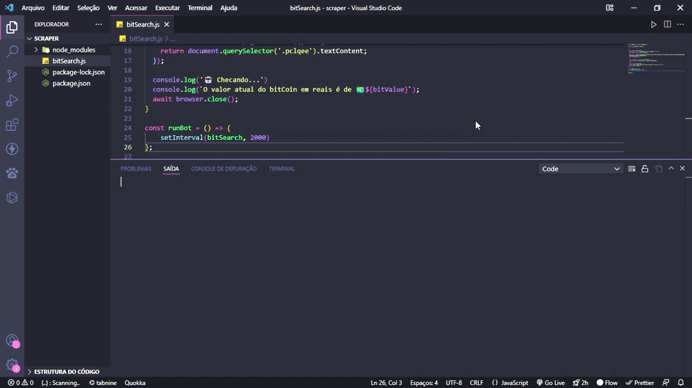 Arquivo Editar Seleção Ver Acessar Executar Terminal Ajuda
bitSearch.js - scraper - Visual Studio Code
EXPLORADOR
SCRAPER
node_modules
bitSearch.js
package-lock.json
package.json
ESTRUTURA DO CÓDIGO
bitSearch.js
bitSearch.js > ...
16 return document.querySelector('.pclqee').textContent;
17 });
18
19 console.log('🤖 Checando...')
20 console.log(`O valor atual do bitCoin em reais é de 💵${bitValue}`);
21 await browser.close();
22 }
23
24 const runBot = () => {
25 setInterval(bitSearch, 2000)
26 };
27
PROBLEMAS SAÍDA CONSOLE DE DEPURAÇÃO TERMINAL
Code
0 0 {..} : Scanning.. tabnine Quokka Ln 26, Col 3 Espaços: 4 UTF-8 CRLF {} JavaScript Go Live 2h Flow Prettier